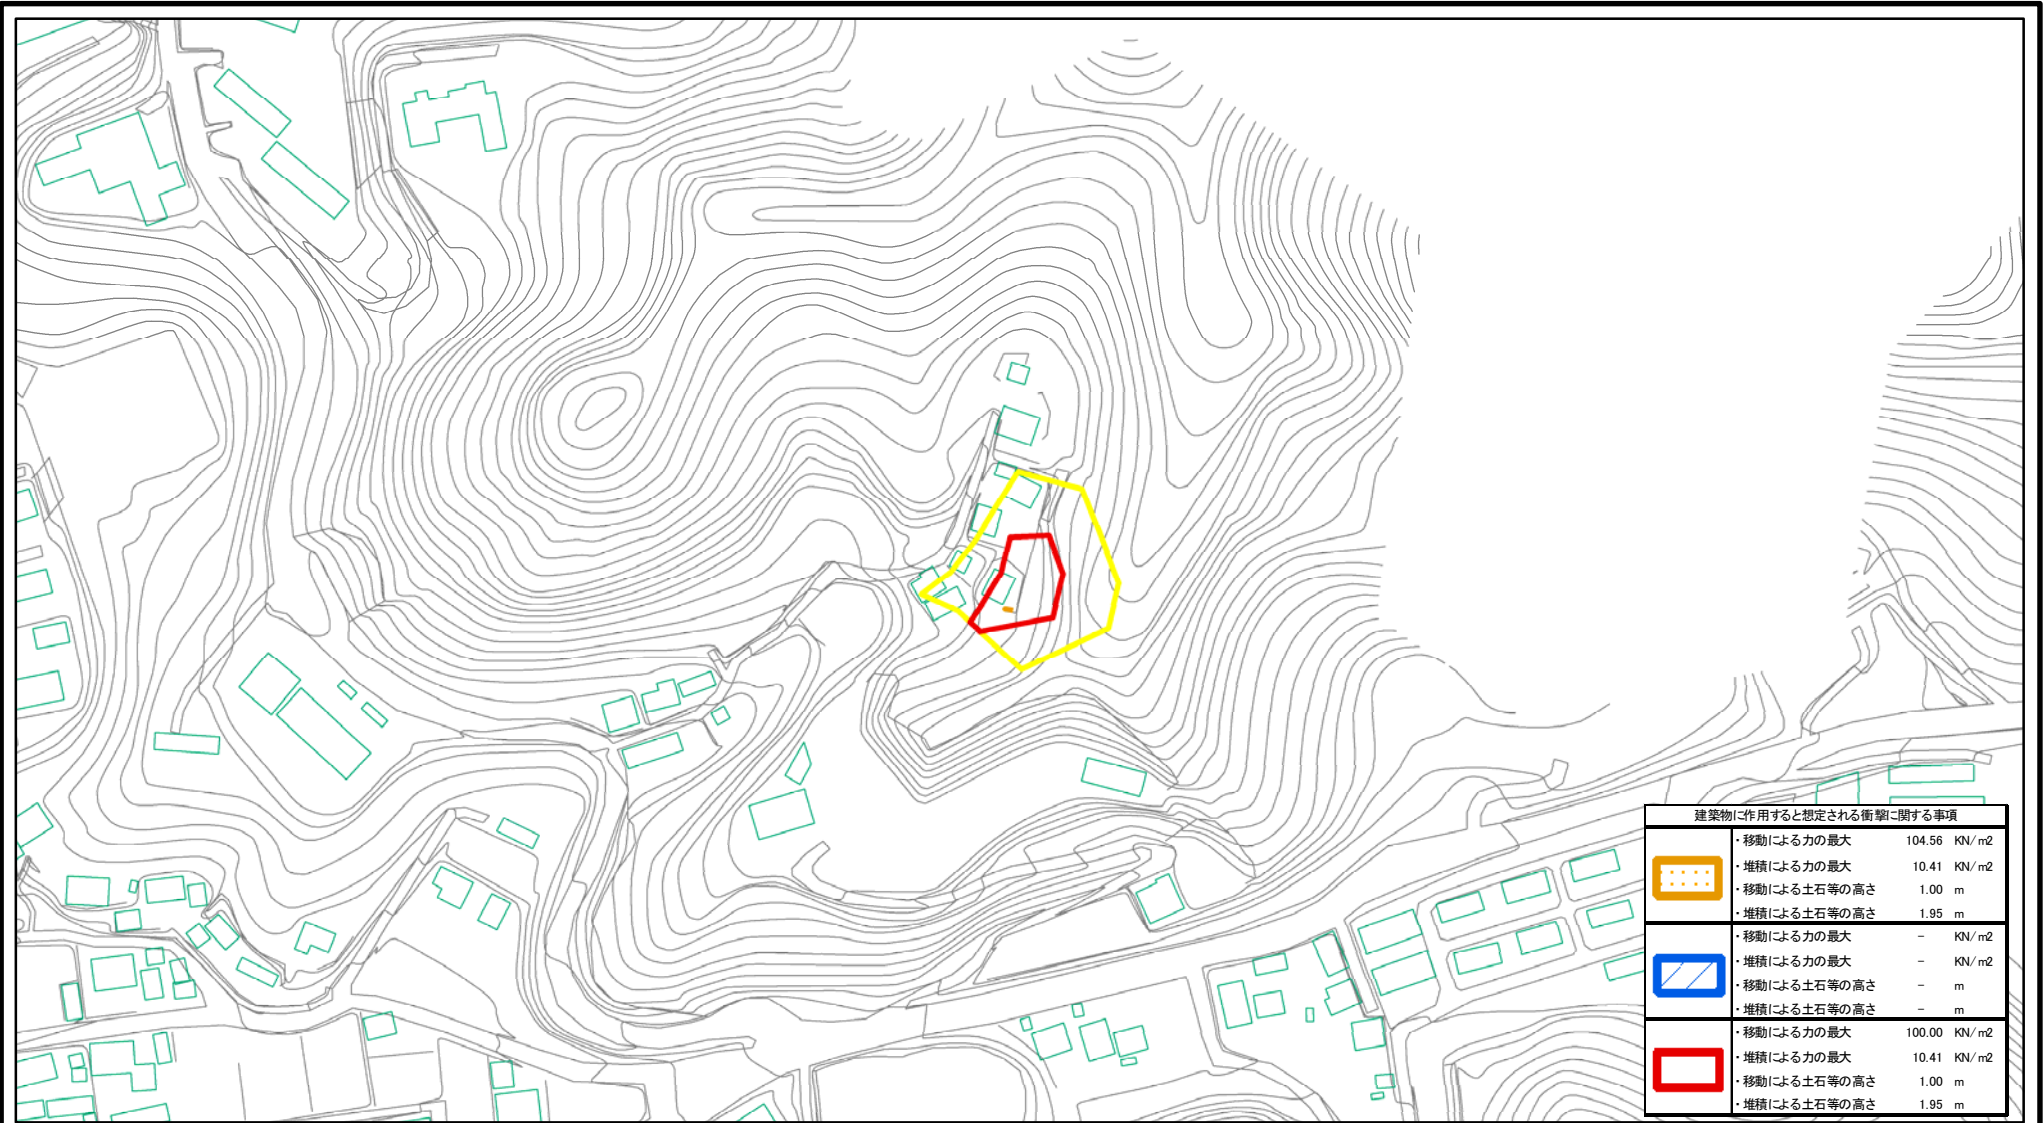 建築物に作用すると想定される衝撃に関する事項
・移動による力の最大 104.56 KN/m2
・堆積による力の最大 10.41 KN/m2
・移動による土石等の高さ 1.00 m
・堆積による土石等の高さ 1.95 m
・移動による力の最大 - KN/m2
・堆積による力の最大 - KN/m2
・移動による土石等の高さ - m
・堆積による土石等の高さ - m
・移動による力の最大 100.00 KN/m2
・堆積による力の最大 10.41 KN/m2
・移動による土石等の高さ 1.00 m
・堆積による土石等の高さ 1.95 m